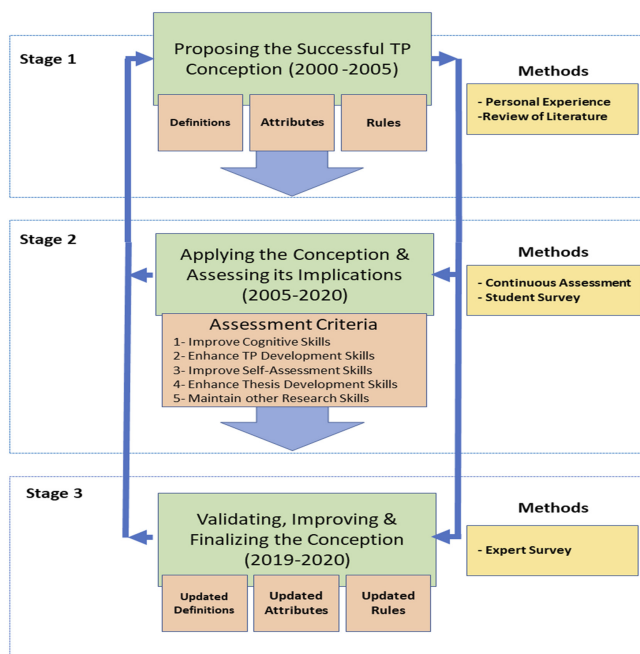 Stage 1
Proposing the Successful TP
Conception (2000 -2005)
Definitions
Attributes
Rules
Methods
- Personal Experience
-Review of Literature
Stage 2
Applying the Conception &
Assessing its Implications
(2005-2020)
Assessment Criteria
1- Improve Cognitive Skills
2- Enhance TP Development Skills
3- Improve Self-Assessment Skills
4- Enhance Thesis Development Skills
5- Maintain other Research Skills
Methods
- Continuous Assessment
- Student Survey
Stage 3
Validating, Improving &
Finalizing the Conception
(2019-2020)
Updated
Definitions
Updated
Attributes
Updated
Rules
Methods
- Expert Survey